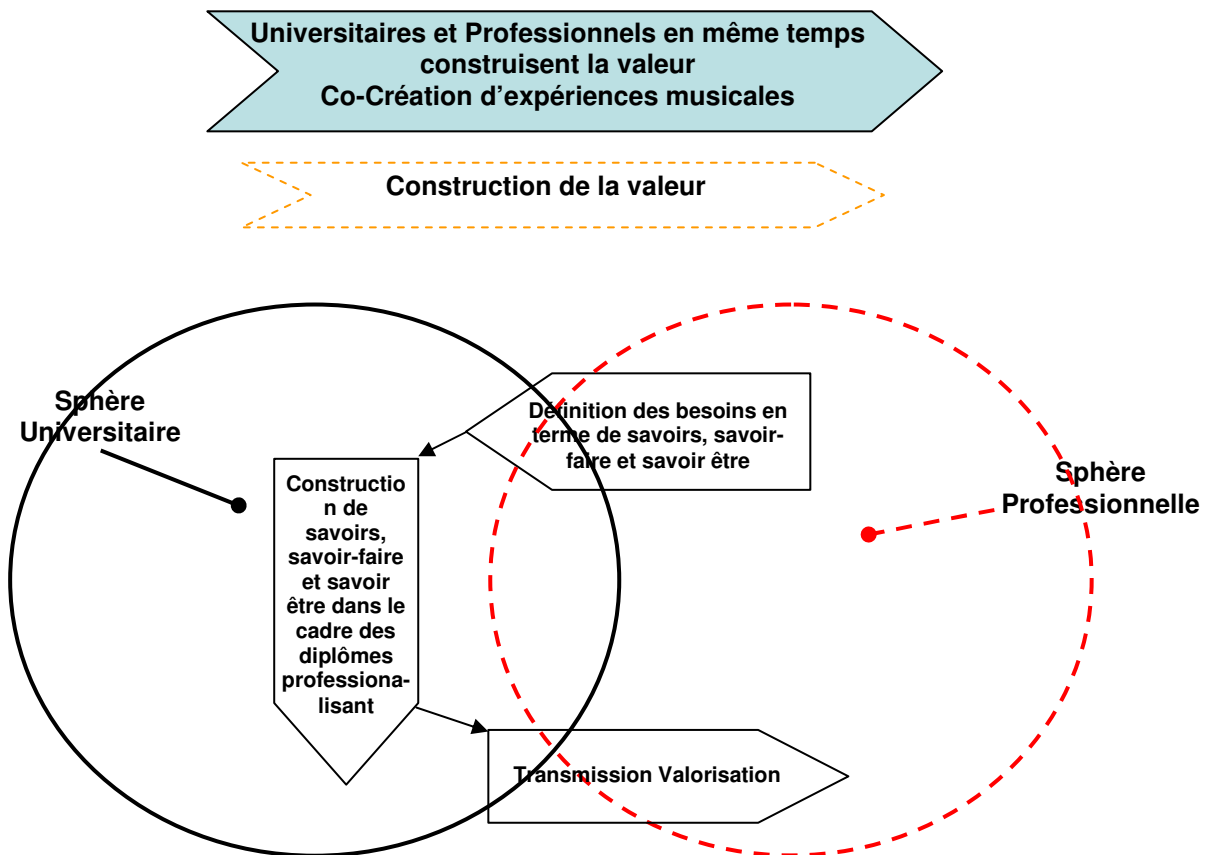 Universitaires et Professionnels en même temps
construisent la valeur
Co-Création d'expériences musicales
Construction de la valeur
Sphère
Universitaire
Définition des besoins en
terme de savoirs, savoir-
faire et savoir être
Sphère
Professionnelle
Constructio
n de
savoirs,
savoir-faire
et savoir
être dans le
cadre des
diplômes
professiona-
lisant
Transmission Valorisation